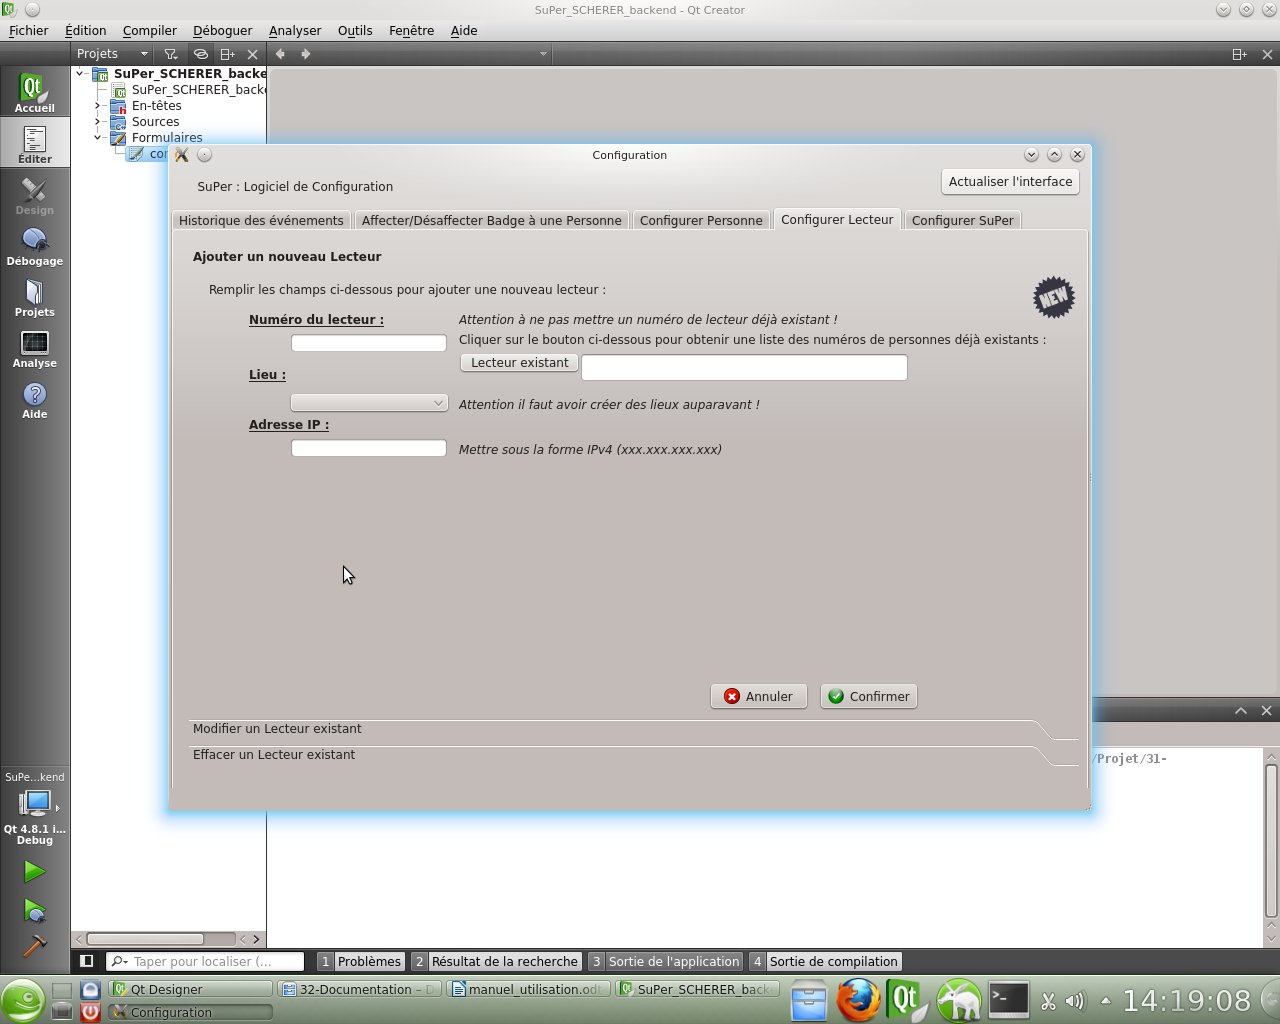 SuPer_SCHERER_backend - Qt Creator
Fichier Édition Compiler Déboguer Analyser Outils Fenêtre Aide
Projets
Accueil
Éditer
Design
Débogage
Projets
Analyse
Aide
SuPe...kend
Qt 4.8.1 i...
Debug
SuPer_SCHERER_backe
SuPer_SCHERER_backe
En-têtes
Sources
Formulaires
con
Configuration
SuPer : Logiciel de Configuration
Actualiser l'interface
Historique des événements
Affecter/Désaffecter Badge à une Personne
Configurer Personne
Configurer Lecteur
Configurer SuPer
Ajouter un nouveau Lecteur
Remplir les champs ci-dessous pour ajouter une nouveau lecteur :
NEW
Numéro du lecteur :
Attention à ne pas mettre un numéro de lecteur déjà existant !
Cliquer sur le bouton ci-dessous pour obtenir une liste des numéros de personnes déjà existants :
Lecteur existant
Lieu :
Attention il faut avoir créer des lieux auparavant !
Adresse IP :
Mettre sous la forme IPv4 (xxx.xxx.xxx.xxx)
Annuler
Confirmer
Modifier un Lecteur existant
Effacer un Lecteur existant
/Projet/31-
Taper pour localiser (...
1 Problèmes
2 Résultat de la recherche
3 Sortie de l'application
4 Sortie de compilation
Qt Designer
32-Documentation – D
manuel_utilisation.odt
SuPer_SCHERER_back
Configuration
14:19:08